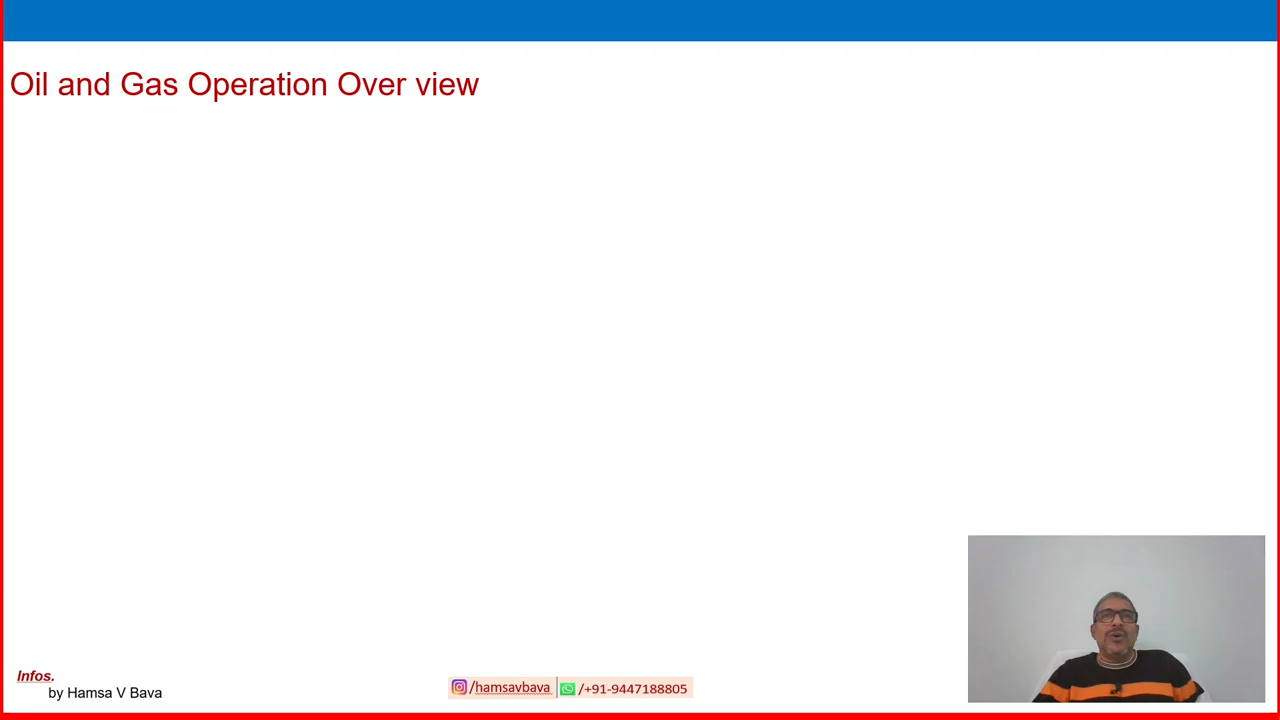 Oil and Gas Operation Over view
Infos.
by Hamsa V Bava
/hamsavbava | /+91-9447188805